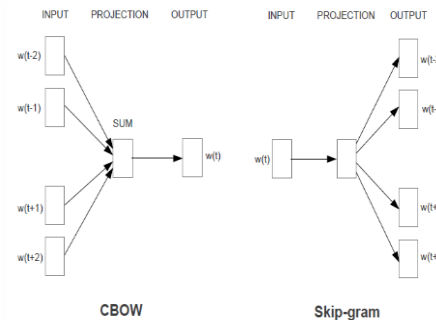 INPUT PROJECTION OUTPUT
w(t-2)
w(t-1)
SUM
w(t)
w(t+1)
w(t+2)
CBOW
INPUT PROJECTION OUTPUT
w(t)
w(t-
w(t-
w(t+
w(t+
Skip-gram